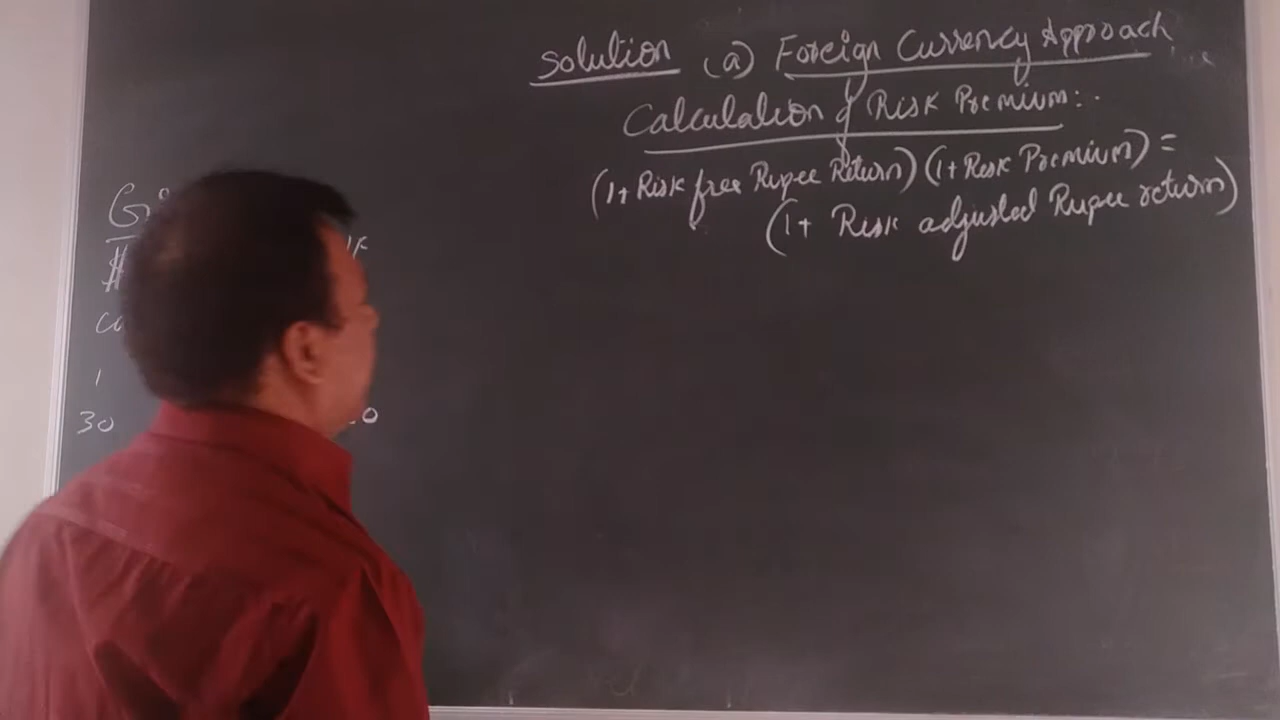 Solution (a) Foreign Currency Approach
Calculation of Risk Premium:.
(1+ Risk free Rupee Return) (1+ Risk Premium) =
(1+ Risk adjusted Rupee return)
1
30